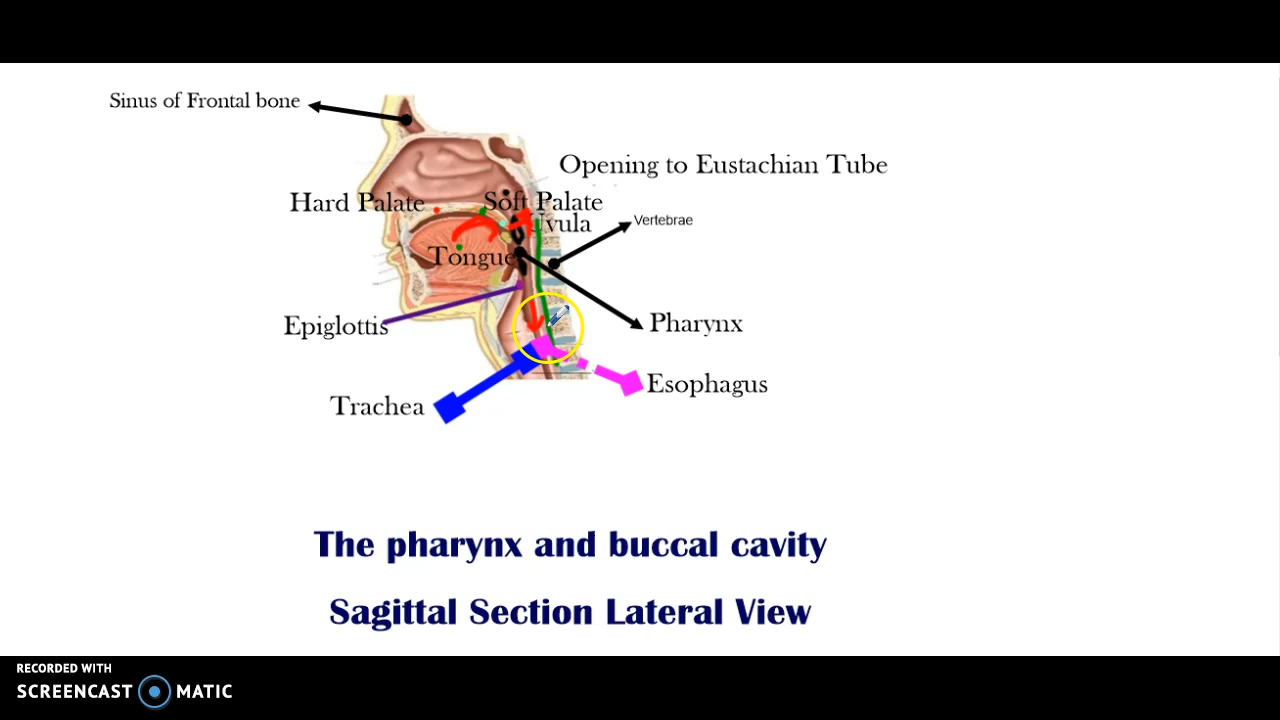 Sinus of Frontal bone
Opening to Eustachian Tube
Hard Palate
Soft Palate
Uvula
Vertebrae
Tongue
Epiglottis
Pharynx
Esophagus
Trachea
The pharynx and buccal cavity
Sagittal Section Lateral View
RECORDED WITH
SCREENCAST MATIC